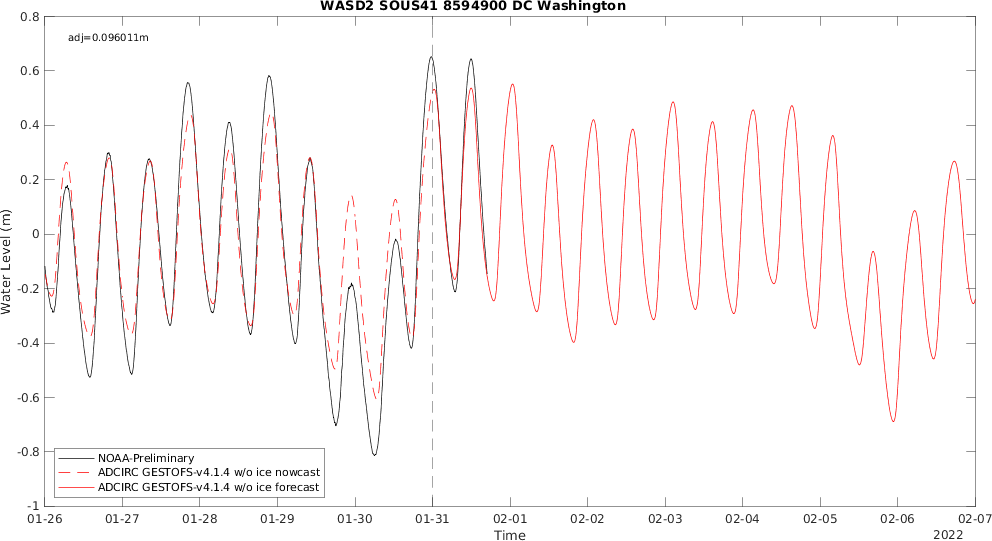 WASD2 SOUS41 8594900 DC Washington
adj=0.096011m
0.8
0.6
0.4
0.2
0
-0.2
-0.4
-0.6
-0.8
-1
Water Level (m)
NOAA-Preliminary
ADCIRC GESTOFS-v4.1.4 w/o ice nowcast
ADCIRC GESTOFS-v4.1.4 w/o ice forecast
01-26 01-27 01-28 01-29 01-30 01-31 02-01 02-02 02-03 02-04 02-05 02-06 02-07
Time
2022